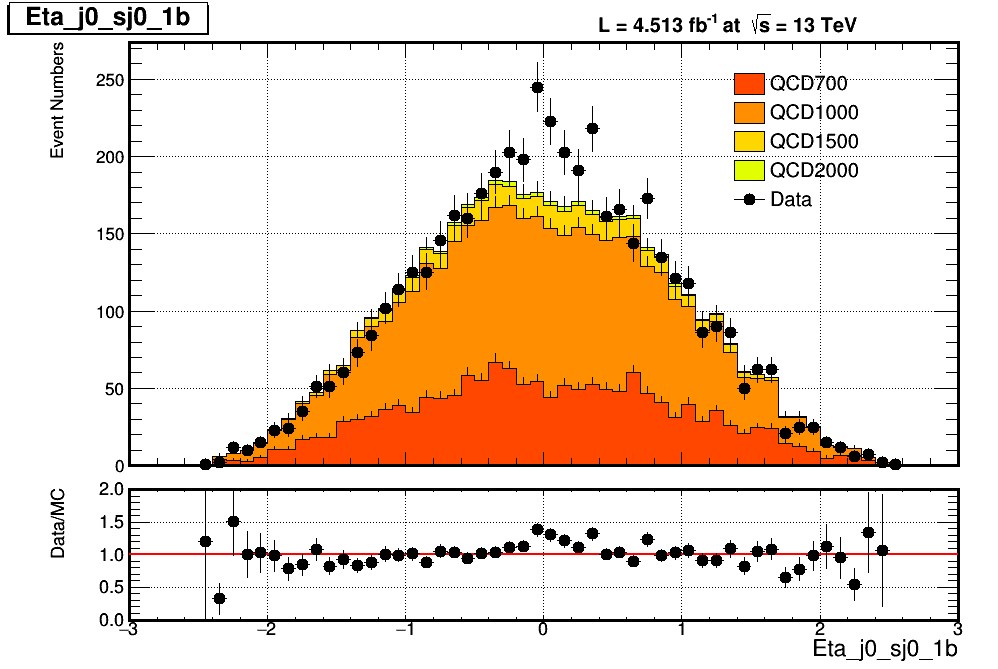 Eta_j0_sj0_1b
L = 4.513 fb-1 at √s = 13 TeV
Event Numbers
250
200
150
100
50
0
QCD700
QCD1000
QCD1500
QCD2000
Data
Data/MC
2.0
1.5
1.0
0.5
0.0
−3 −2 −1 0 1 2 3
Eta_j0_sj0_1b